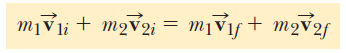 m₁v⃗₁ᵢ + m₂v⃗₂ᵢ = m₁v⃗₁f + m₂v⃗₂f